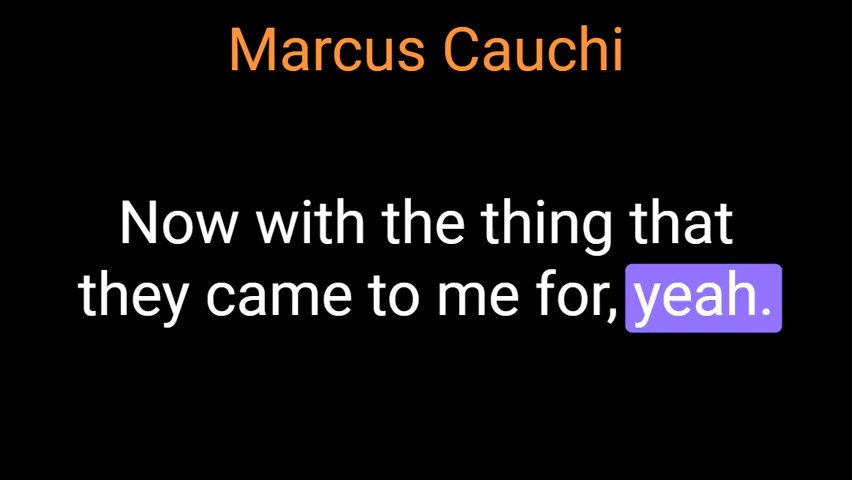 Marcus Cauchi
Now with the thing that
they came to me for, yeah.